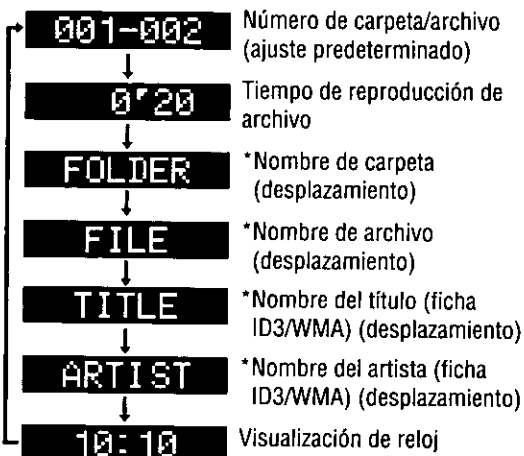 001-002
Número de carpeta/archivo
(ajuste predeterminado)
0'20
Tiempo de reproducción de
archivo
FOLDER
*Nombre de carpeta
(desplazamiento)
FILE
*Nombre de archivo
(desplazamiento)
TITLE
*Nombre del título (ficha
ID3/WMA) (desplazamiento)
ARTIST
*Nombre del artista (ficha
ID3/WMA) (desplazamiento)
10:10
Visualización de reloj